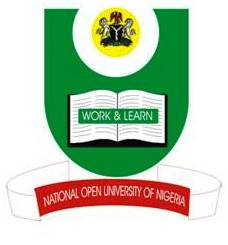 WORK & LEARN
NATIONAL OPEN UNIVERSITY OF NIGERIA